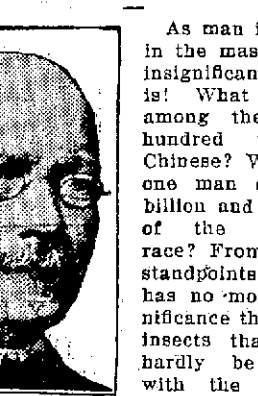 As man i
in the mas
insignifican
is! What
among the
hundred
Chinese? W
one man
billion and
of the
race? From
standpoints
has no mo
nificance th
insects tha
hardly be
with the